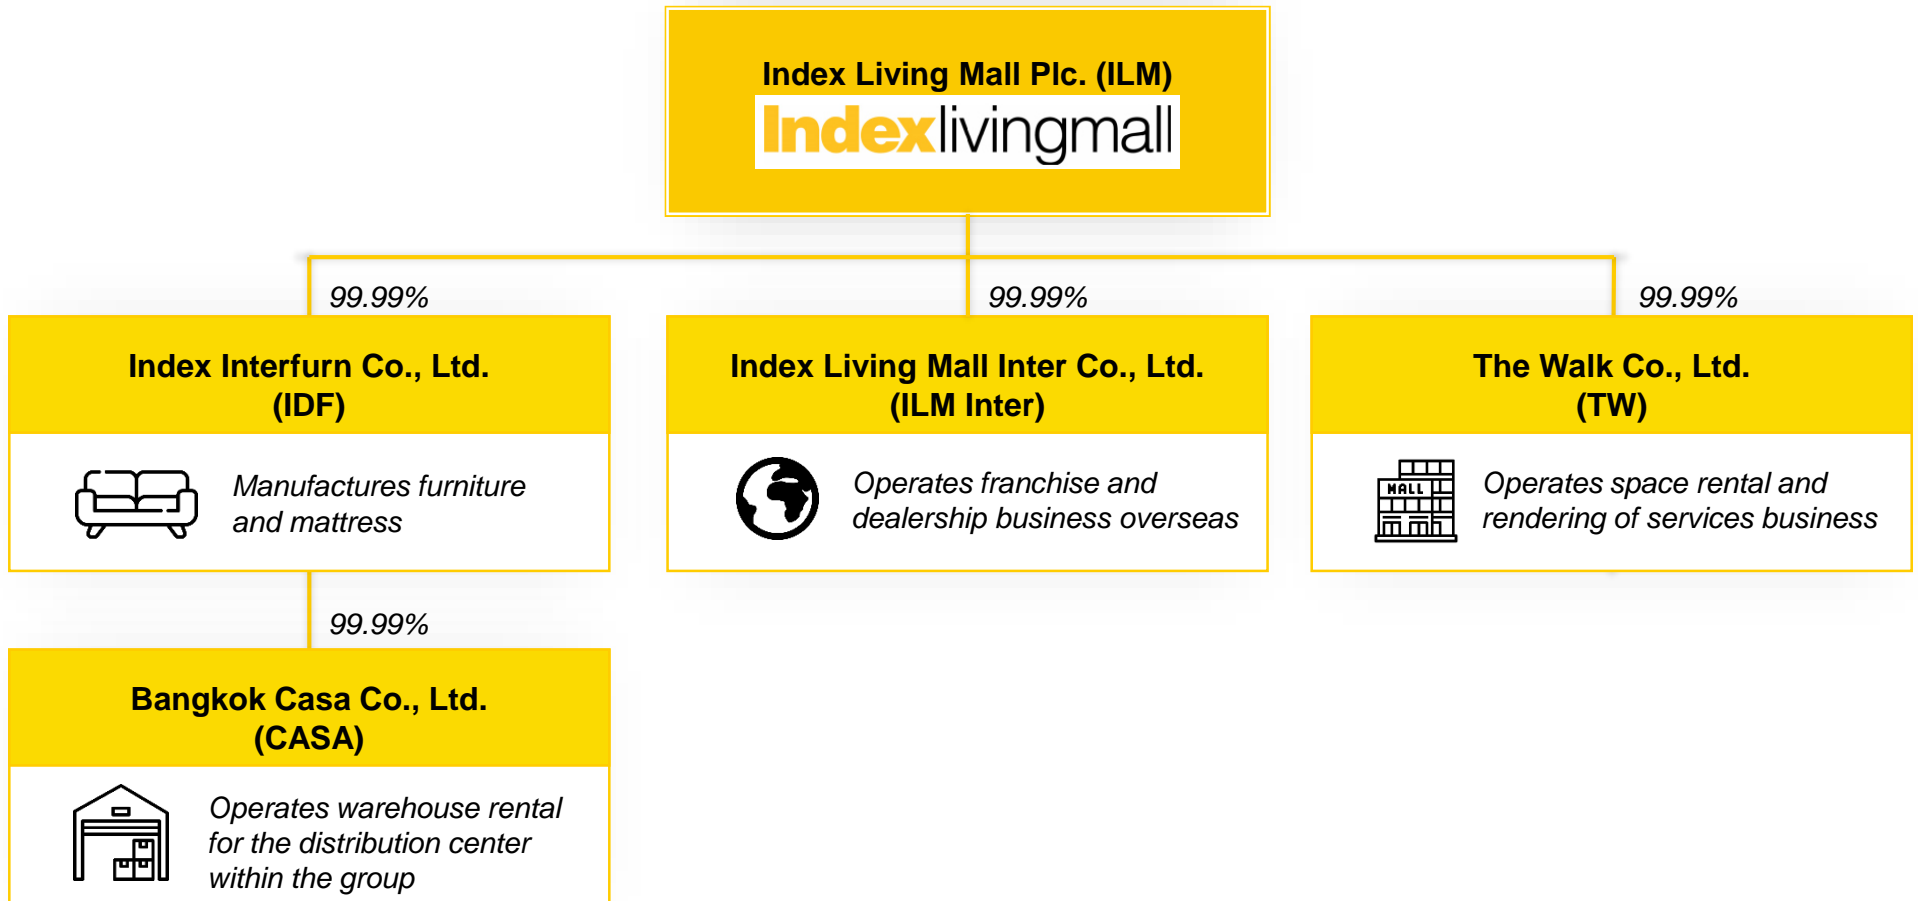 Index Living Mall Plc. (ILM)
Indexlivingmall
99.99%
99.99%
99.99%
Index Interfurn Co., Ltd.
(IDF)
Manufactures furniture
and mattress
Index Living Mall Inter Co., Ltd.
(ILM Inter)
Operates franchise and
dealership business overseas
The Walk Co., Ltd.
(TW)
MALL
Operates space rental and
rendering of services business
99.99%
Bangkok Casa Co., Ltd.
(CASA)
Operates warehouse rental
for the distribution center
within the group